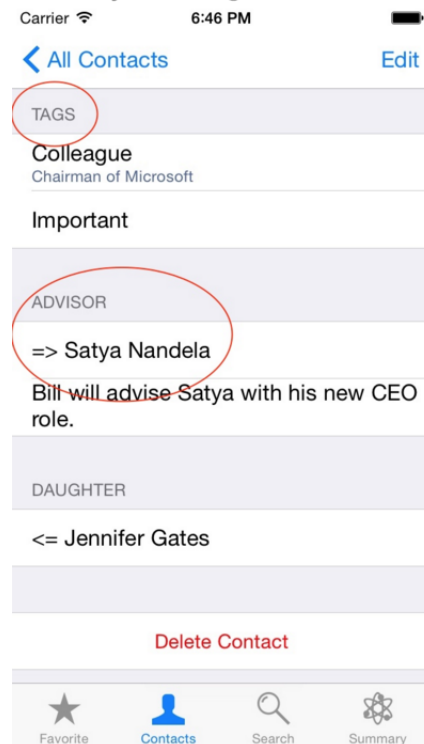 Carrier 6:46 PM
All Contacts Edit
TAGS
Colleague
Chairman of Microsoft
Important
ADVISOR
=> Satya Nandela
Bill will advise Satya with his new CEO
role.
DAUGHTER
<= Jennifer Gates
Delete Contact
Favorite Contacts Search Summary